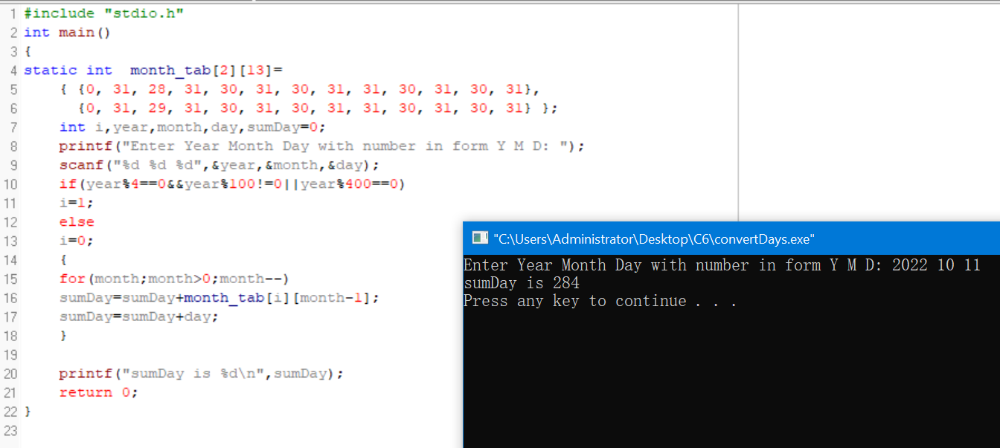 1 #include "stdio.h"
2 int main()
3 {
4 static int  month_tab[2][13]=
5     { {0, 31, 28, 31, 30, 31, 30, 31, 31, 30, 31, 30, 31},
6       {0, 31, 29, 31, 30, 31, 30, 31, 31, 30, 31, 30, 31} };
7     int i,year,month,day,sumDay=0;
8     printf("Enter Year Month Day with number in form Y M D: ");
9     scanf("%d %d %d",&year,&month,&day);
10     if(year%4==0&&year%100!=0||year%400==0)
11     i=1;
12     else
13     i=0;
14     {
15     for(month;month>0;month--)
16     sumDay=sumDay+month_tab[i][month-1];
17     sumDay=sumDay+day;
18     }
19
20     printf("sumDay is %d\n",sumDay);
21     return 0;
22 }
23
"C:\Users\Administrator\Desktop\C6\convertDays.exe"
Enter Year Month Day with number in form Y M D: 2022 10 11
sumDay is 284
Press any key to continue . . .